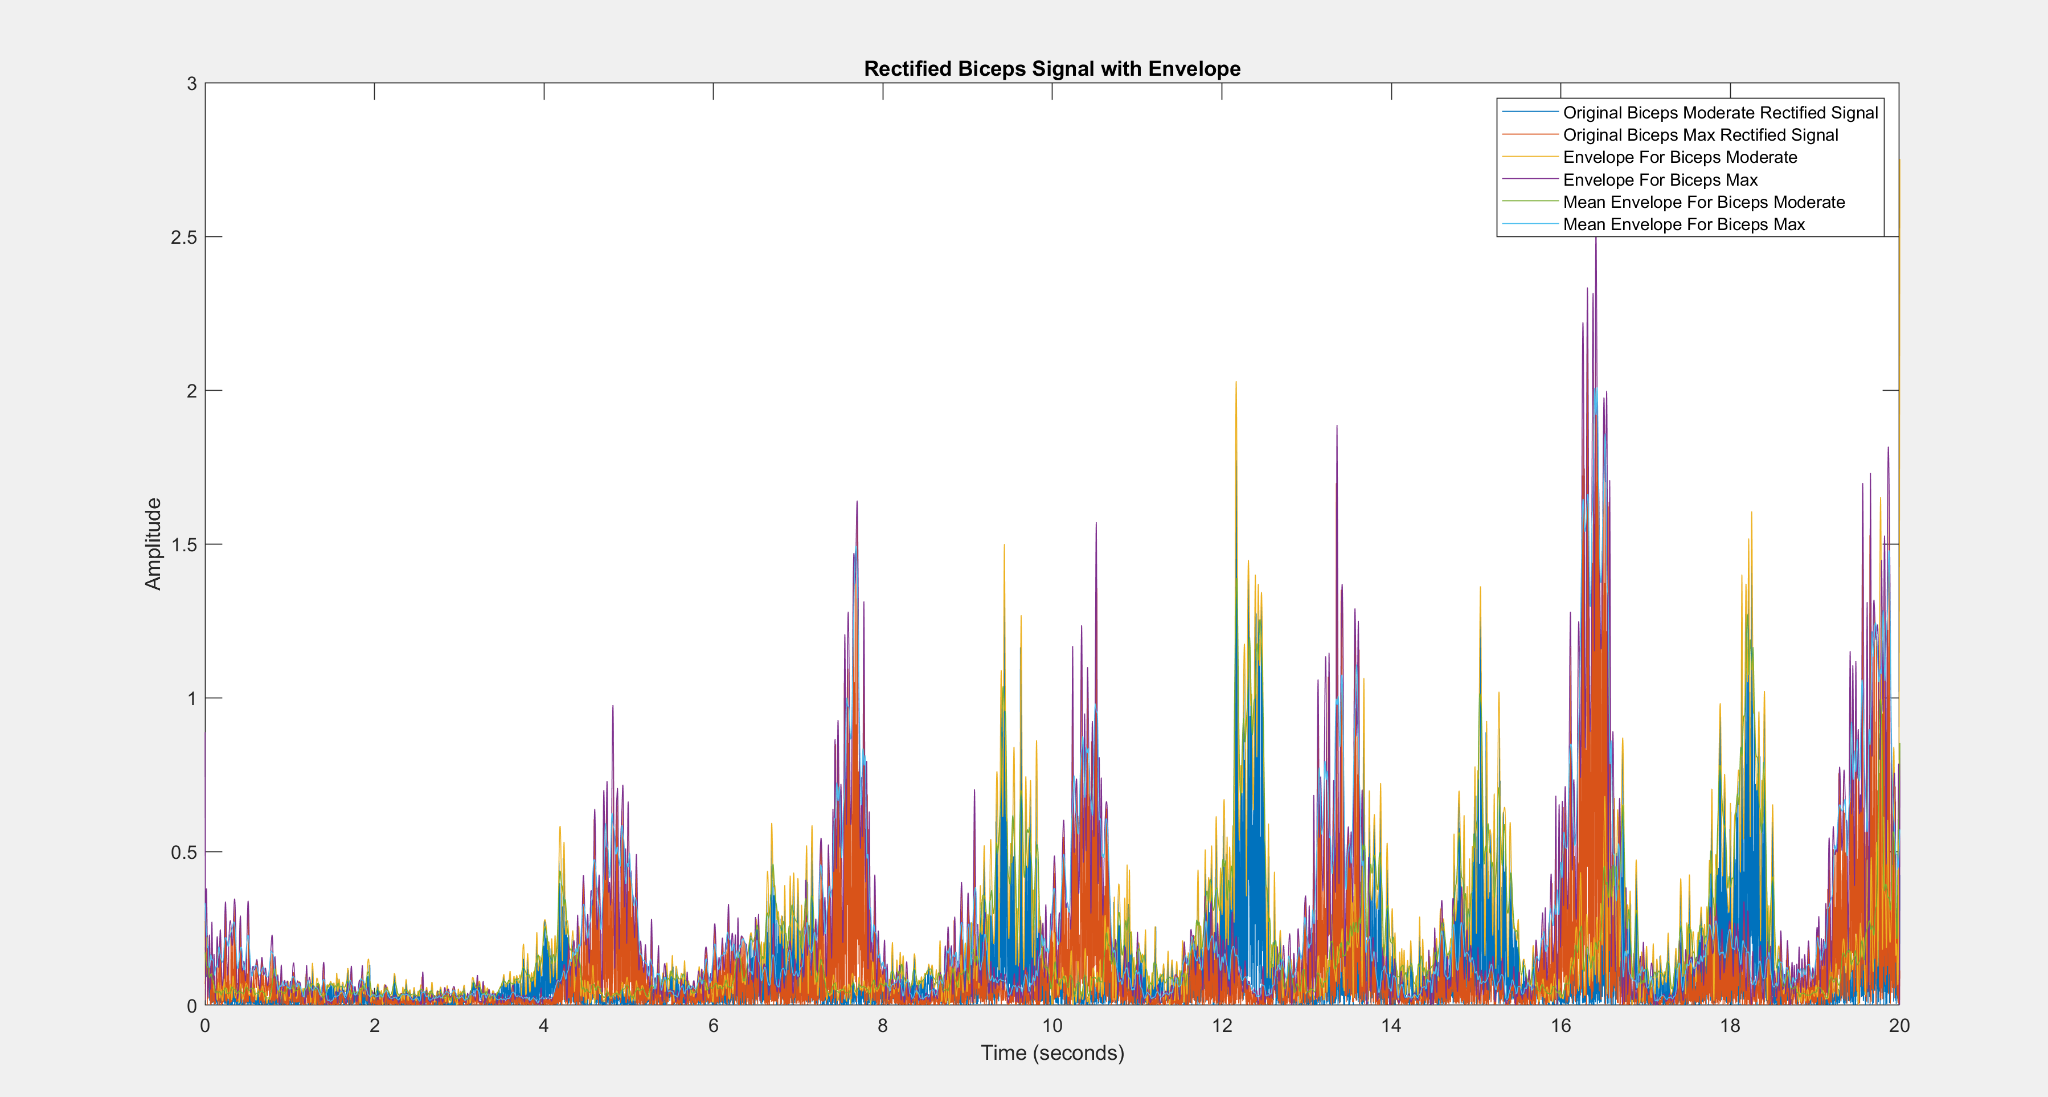 Rectified Biceps Signal with Envelope
3
2.5
2
1.5
1
0.5
0
Amplitude
Original Biceps Moderate Rectified Signal
Original Biceps Max Rectified Signal
Envelope For Biceps Moderate
Envelope For Biceps Max
Mean Envelope For Biceps Moderate
Mean Envelope For Biceps Max
0 2 4 6 8 10 12 14 16 18 20
Time (seconds)